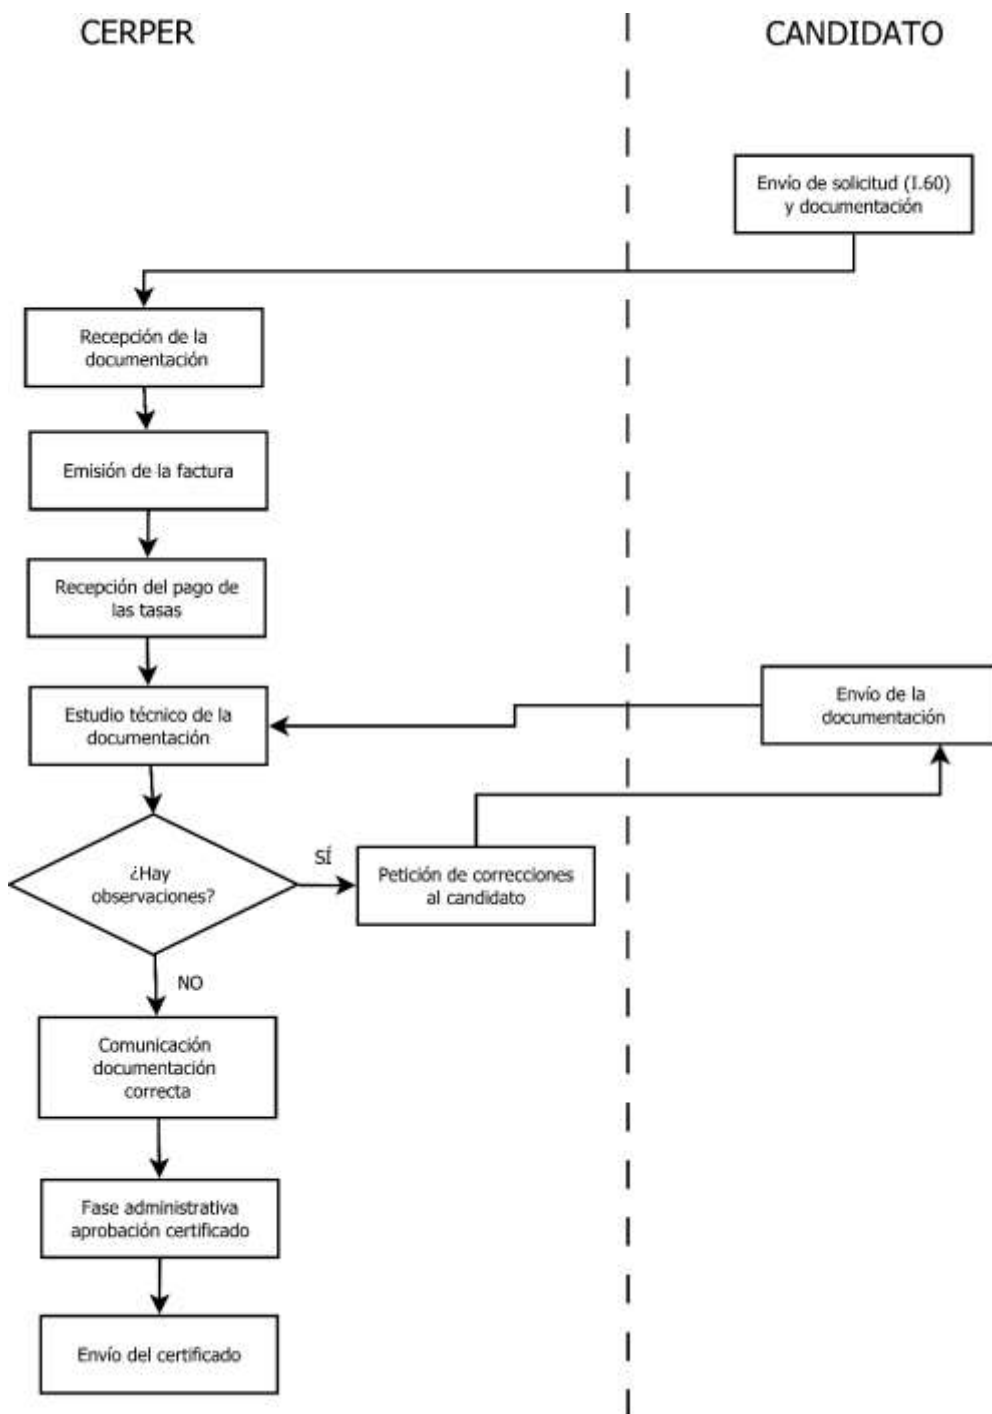 CERPER
CANDIDATO
Envío de solicitud (I.60)
y documentación
Recepción de la
documentación
Emisión de la factura
Recepción del pago de
las tasas
Estudio técnico de la
documentación
Envío de la
documentación
¿Hay
observaciones?
SÍ
Petición de correcciones
al candidato
NO
Comunicación
documentación
correcta
Fase administrativa
aprobación certificado
Envío del certificado